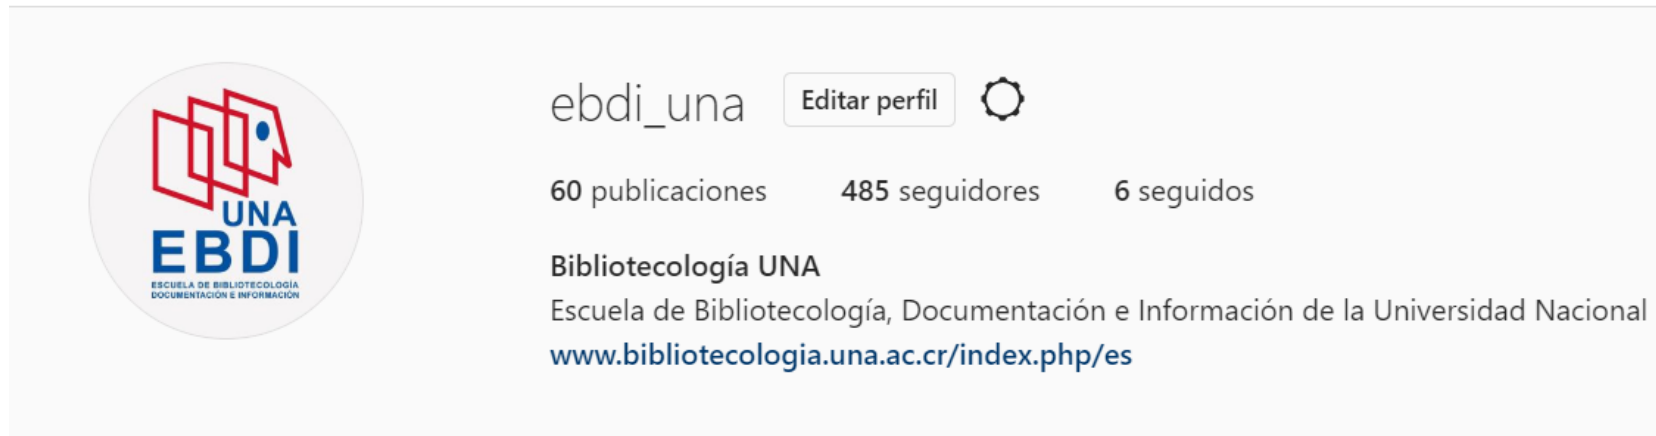 UNA
EBDI
ESCUELA DE BIBLIOTECOLOGÍA
DOCUMENTACIÓN E INFORMACIÓN
ebdi_una Editar perfil
60 publicaciones 485 seguidores 6 seguidos
Bibliotecología UNA
Escuela de Bibliotecología, Documentación e Información de la Universidad Nacional
www.bibliotecologia.una.ac.cr/index.php/es